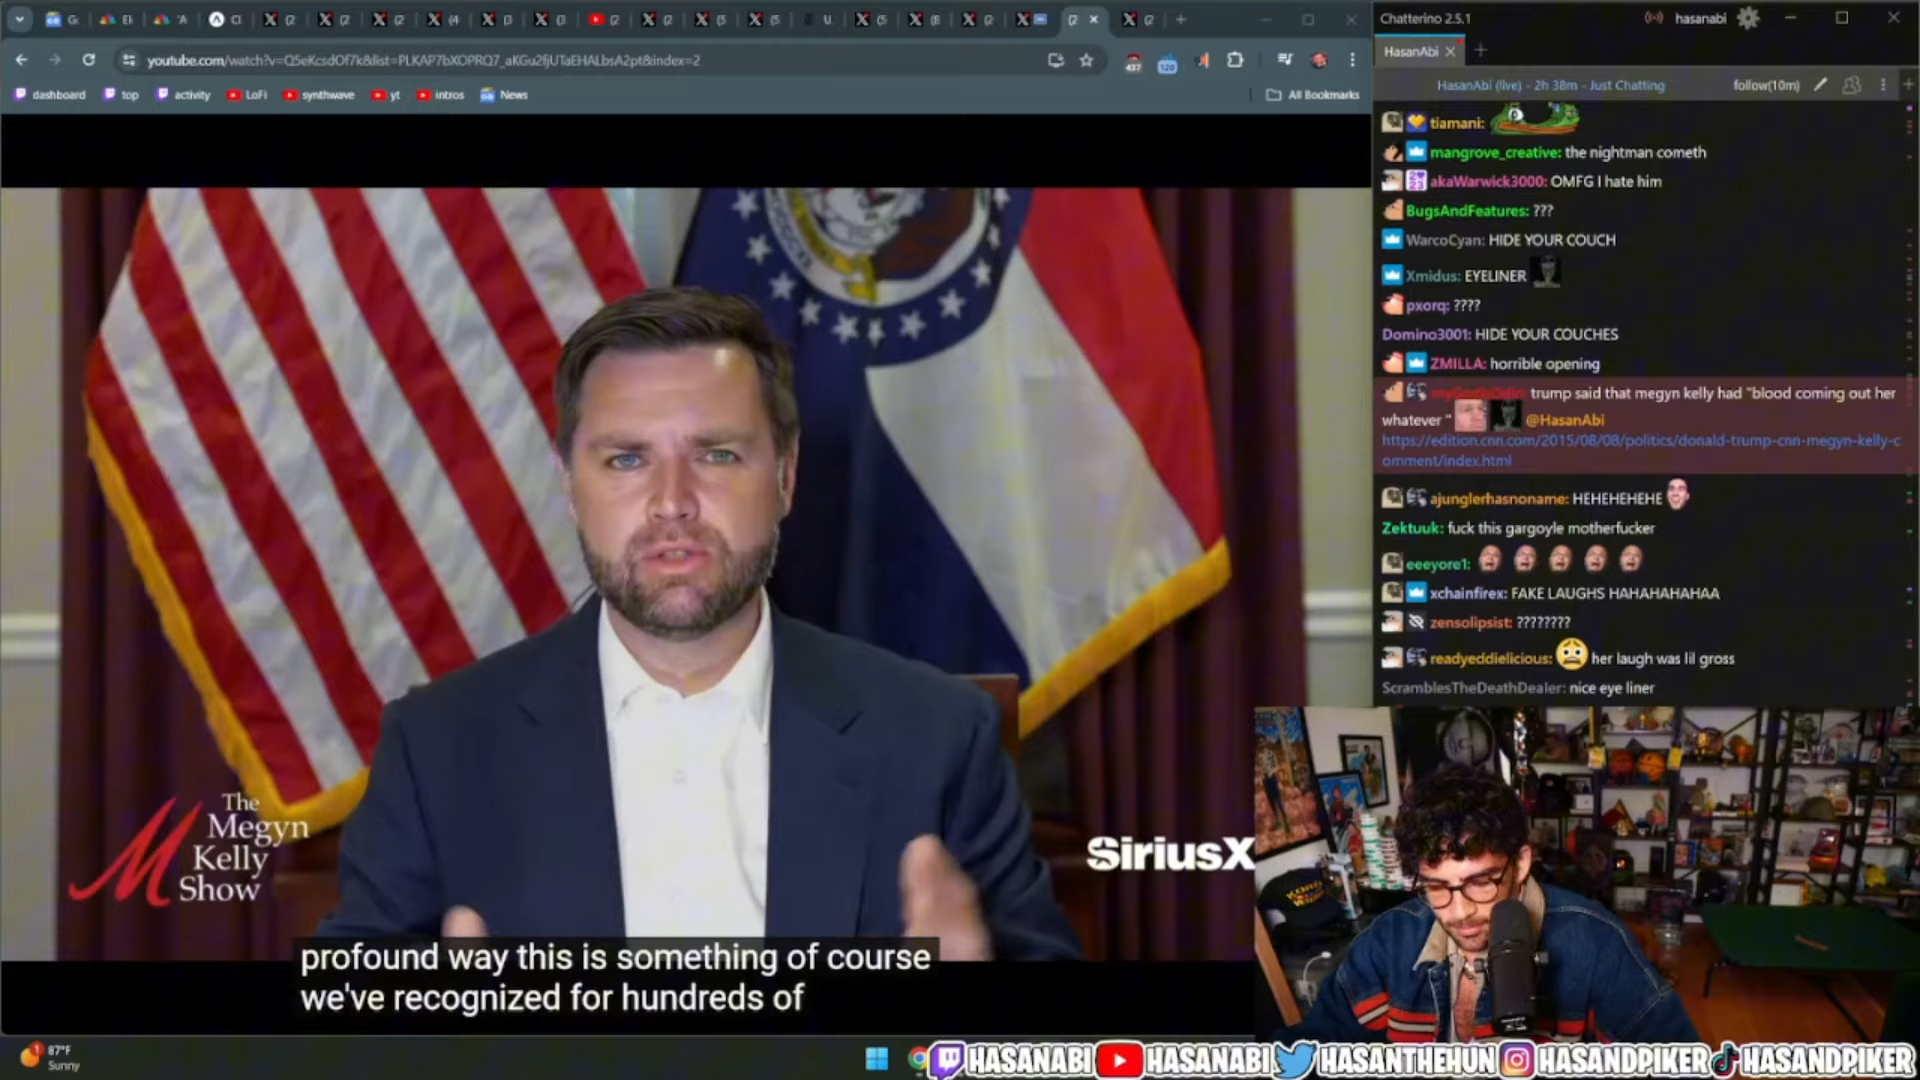 Chatterino 2.5.1
hasanabi
youtube.com/watch?v=Q5eKcsdOf7k&list=PLKAP7bXOPRQ7_aKGu2fjUTaEHALbsA2pt&index=2
437
120
HasanAbi
dashboard top activity LoFi synthwave yt intros News
All Bookmarks
HasanAbi (live) - 2h 38m - Just Chatting
follow(10m)
tiamani:
mangrove_creative: the nightman cometh
akaWarwick3000: OMFG I hate him
BugsAndFeatures: ???
WarcoCyan: HIDE YOUR COUCH
Xmidus: EYELINER
pxorq: ????
Domino3001: HIDE YOUR COUCHES
ZMILLA: horrible opening
trump said that megyn kelly had "blood coming out her
whatever " @HasanAbi
https://edition.cnn.com/2015/08/08/politics/donald-trump-cnn-megyn-kelly-c
omment/index.html
ajunglerhasnoname: HEHEHEHEHE
Zektuuk: fuck this gargoyle motherfucker
eeeyore1:
xchainfirex: FAKE LAUGHS HAHAHAHAHAA
zensolipsist: ????????
readyeddielicious: her laugh was lil gross
ScramblesTheDeathDealer: nice eye liner
The
Megyn
Kelly
Show
SiriusX
profound way this is something of course
we've recognized for hundreds of
87°F
Sunny
HASANABI HASANABI HASANTHEHUN HASANDPIKER HASANDPIKER